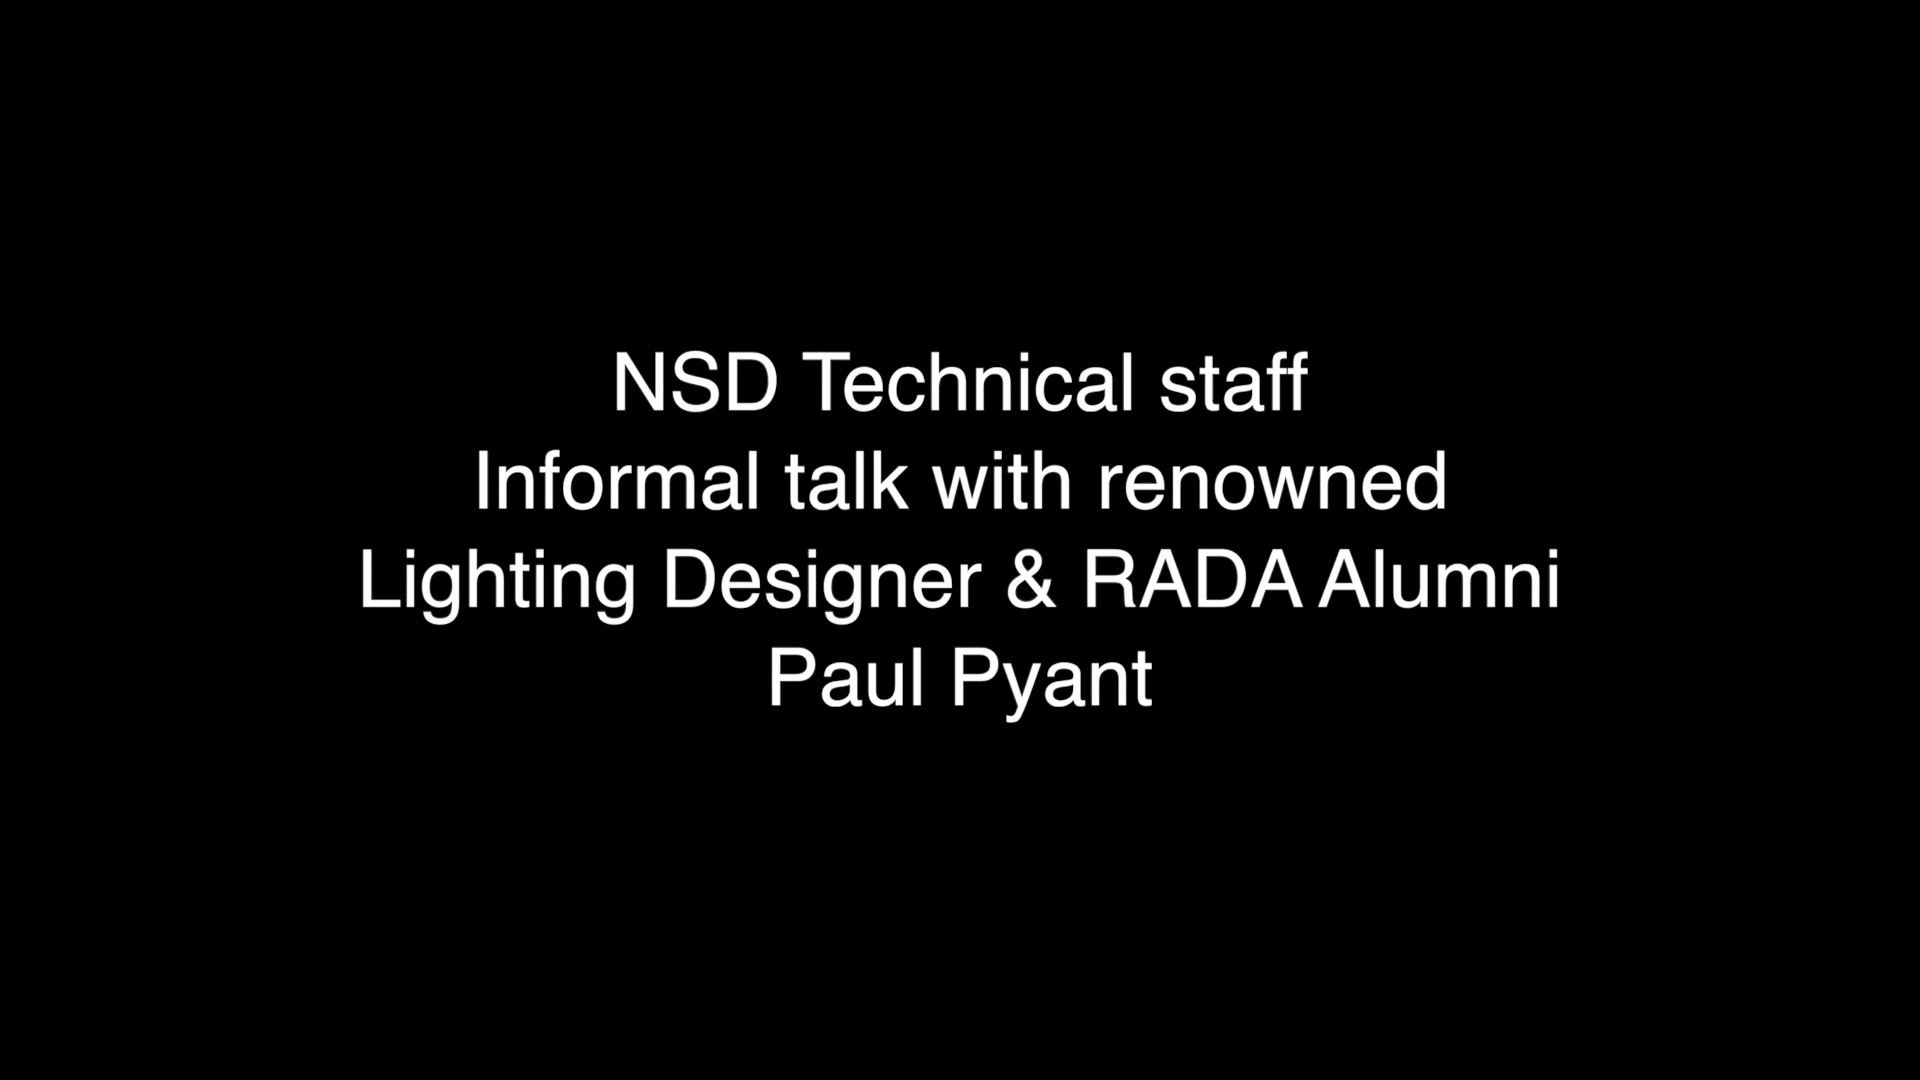 NSD Technical staff
Informal talk with renowned
Lighting Designer & RADA Alumni
Paul Pyant